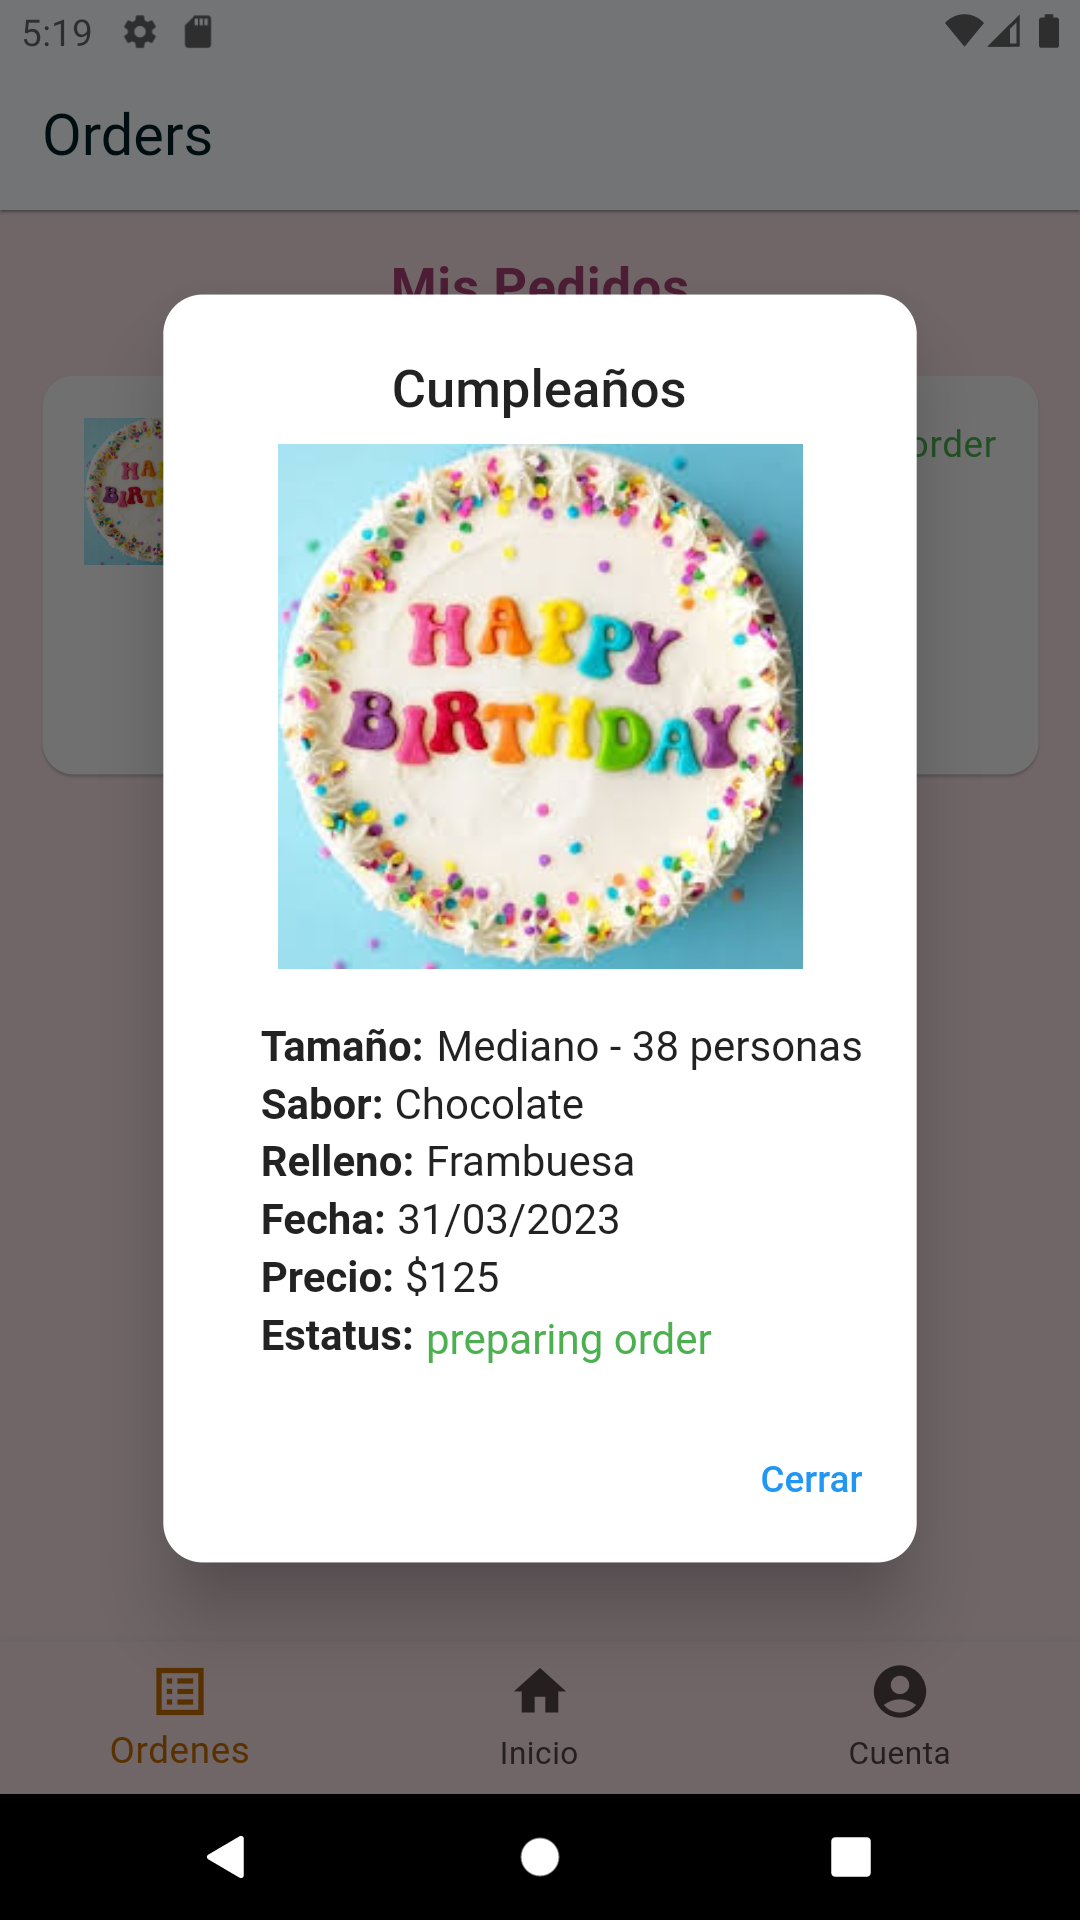 5:19
Orders
Mis Pedidos
order
Cumpleaños
HAPPY
BIRTHDAY
Tamaño: Mediano - 38 personas
Sabor: Chocolate
Relleno: Frambuesa
Fecha: 31/03/2023
Precio: $125
Estatus: preparing order
Cerrar
Ordenes
Inicio
Cuenta